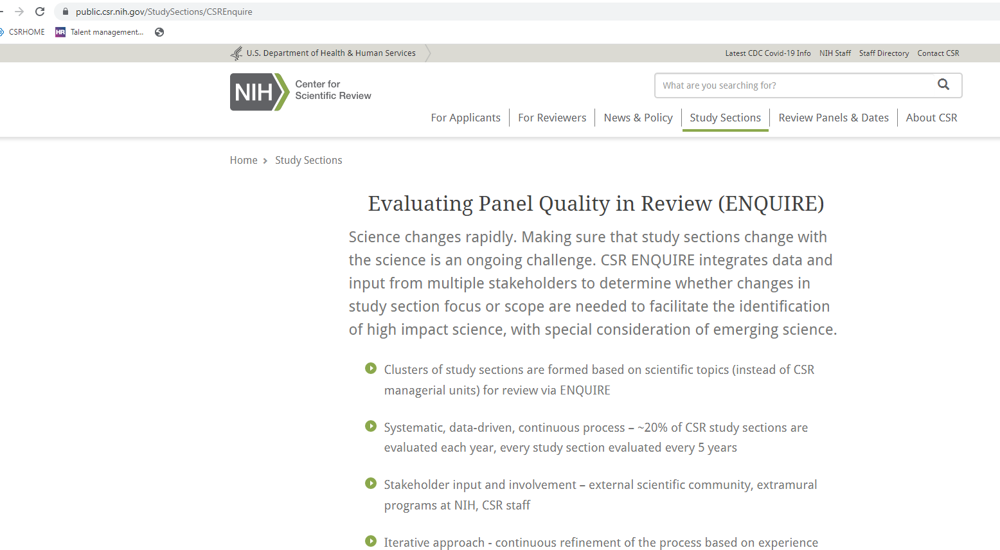 public.csr.nih.gov/StudySections/CSREnquire
CSRHOME HR Talent management...
U.S. Department of Health & Human Services
Latest CDC Covid-19 Info NIH Staff Staff Directory Contact CSR
NIH Center for
Scientific Review
What are you searching for?
For Applicants For Reviewers News & Policy Study Sections Review Panels & Dates About CSR
Home Study Sections
Evaluating Panel Quality in Review (ENQUIRE)
Science changes rapidly. Making sure that study sections change with
the science is an ongoing challenge. CSR ENQUIRE integrates data and
input from multiple stakeholders to determine whether changes in
study section focus or scope are needed to facilitate the identification
of high impact science, with special consideration of emerging science.
Clusters of study sections are formed based on scientific topics (instead of CSR
managerial units) for review via ENQUIRE
Systematic, data-driven, continuous process – ~20% of CSR study sections are
evaluated each year, every study section evaluated every 5 years
Stakeholder input and involvement – external scientific community, extramural
programs at NIH, CSR staff
Iterative approach - continuous refinement of the process based on experience